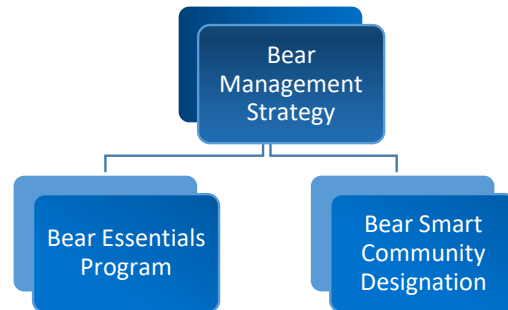 Bear
Management
Strategy
Bear Essentials
Program
Bear Smart
Community
Designation